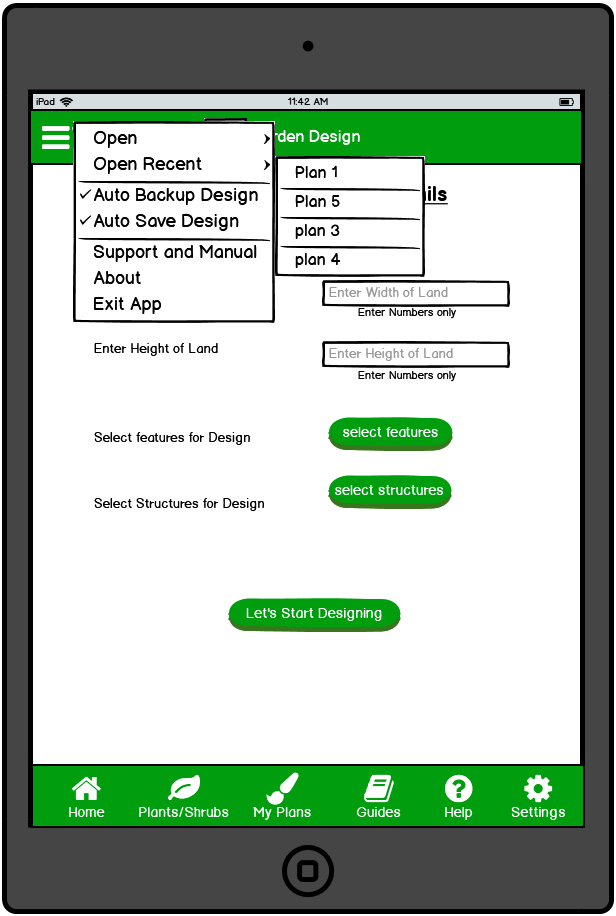 iPad 11:42 AM
rden Design
Open
Open Recent
Auto Backup Design
Auto Save Design
Support and Manual
About
Exit App
Plan 1
Plan 5
plan 3
plan 4
ils
Enter Width of Land
Enter Numbers only
Enter Height of Land Enter Height of Land
Enter Numbers only
Select features for Design select features
Select Structures for Design select structures
Let's Start Designing
Home Plants/Shrubs My Plans Guides Help Settings